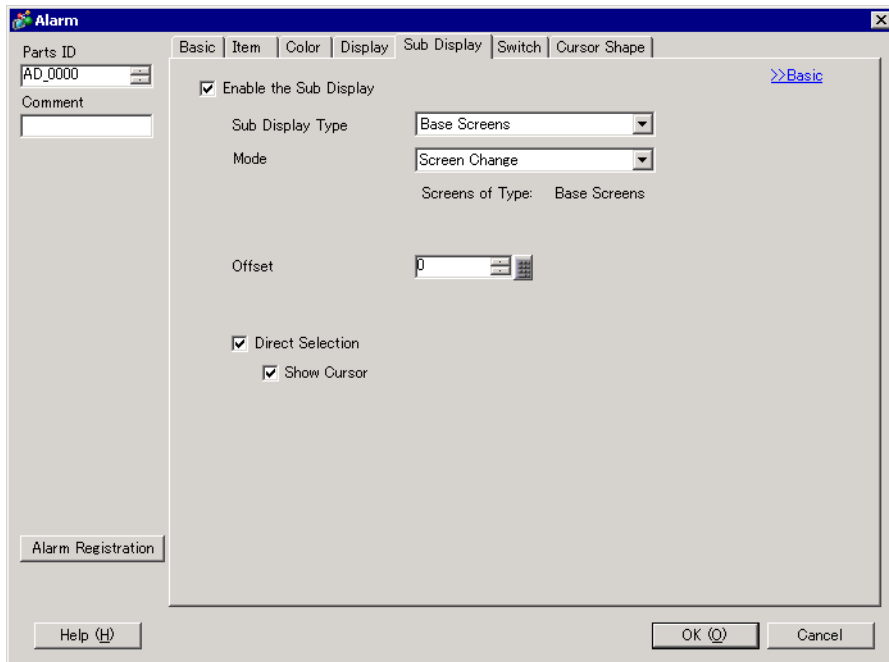 Alarm
Parts ID
AD_0000
Comment
Basic Item Color Display Sub Display Switch Cursor Shape
>>Basic
Enable the Sub Display
Sub Display Type Base Screens
Mode Screen Change
Screens of Type: Base Screens
Offset 0
Direct Selection
Show Cursor
Alarm Registration
Help (H) OK (O) Cancel